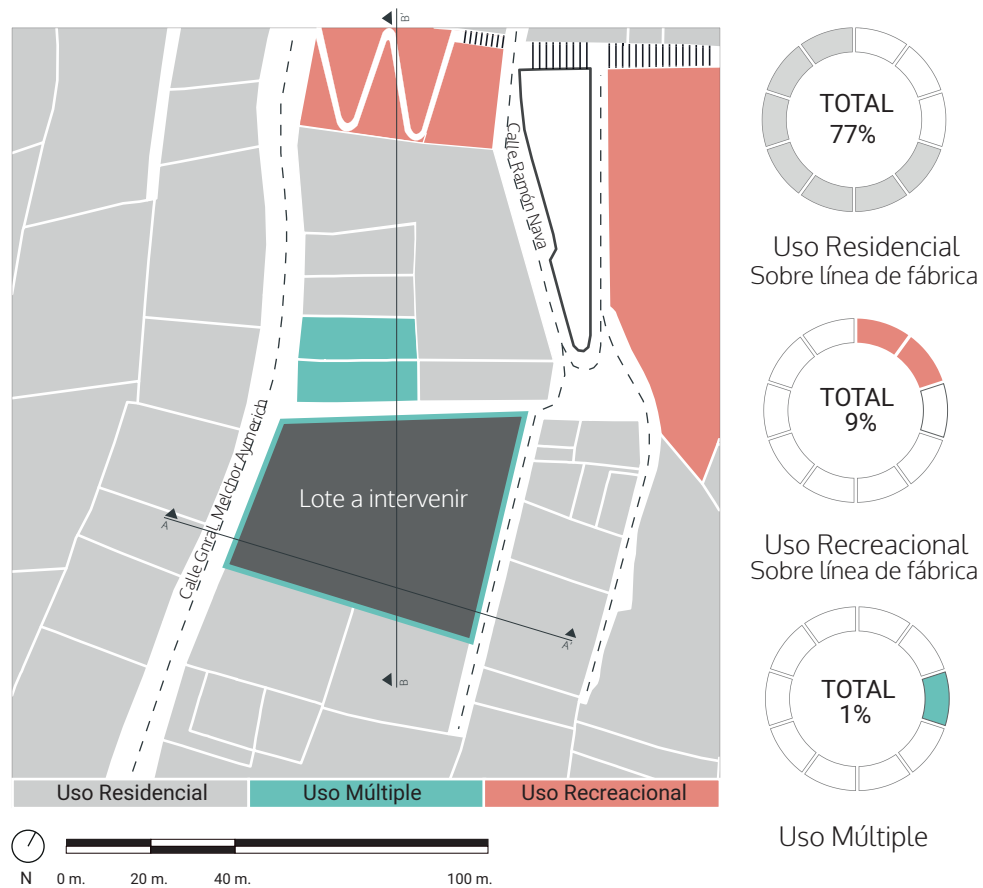 B'
Calle Ramón Nava
Calle Gnral. Melchor Aymerich
Lote a intervenir
A
A'
B
TOTAL
77%
Uso Residencial
Sobre línea de fábrica
TOTAL
9%
Uso Recreacional
Sobre línea de fábrica
TOTAL
1%
Uso Múltiple
Uso Residencial
Uso Múltiple
Uso Recreacional
N
0 m.
20 m.
40 m.
100 m.